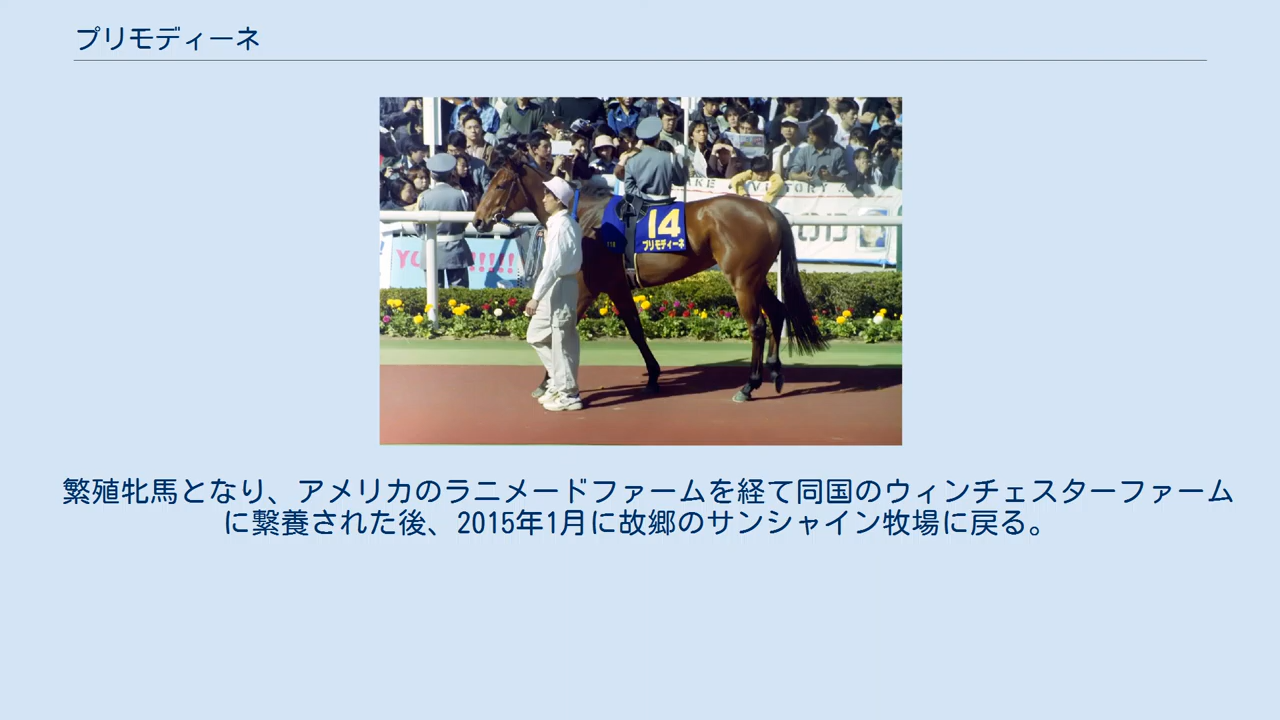 プリモディーネ
14
プリモディーネ
繁殖牝馬となり、アメリカのラニメードファームを経て同国のウィンチェスターファーム
に繋養された後、2015年1月に故郷のサンシャイン牧場に戻る。